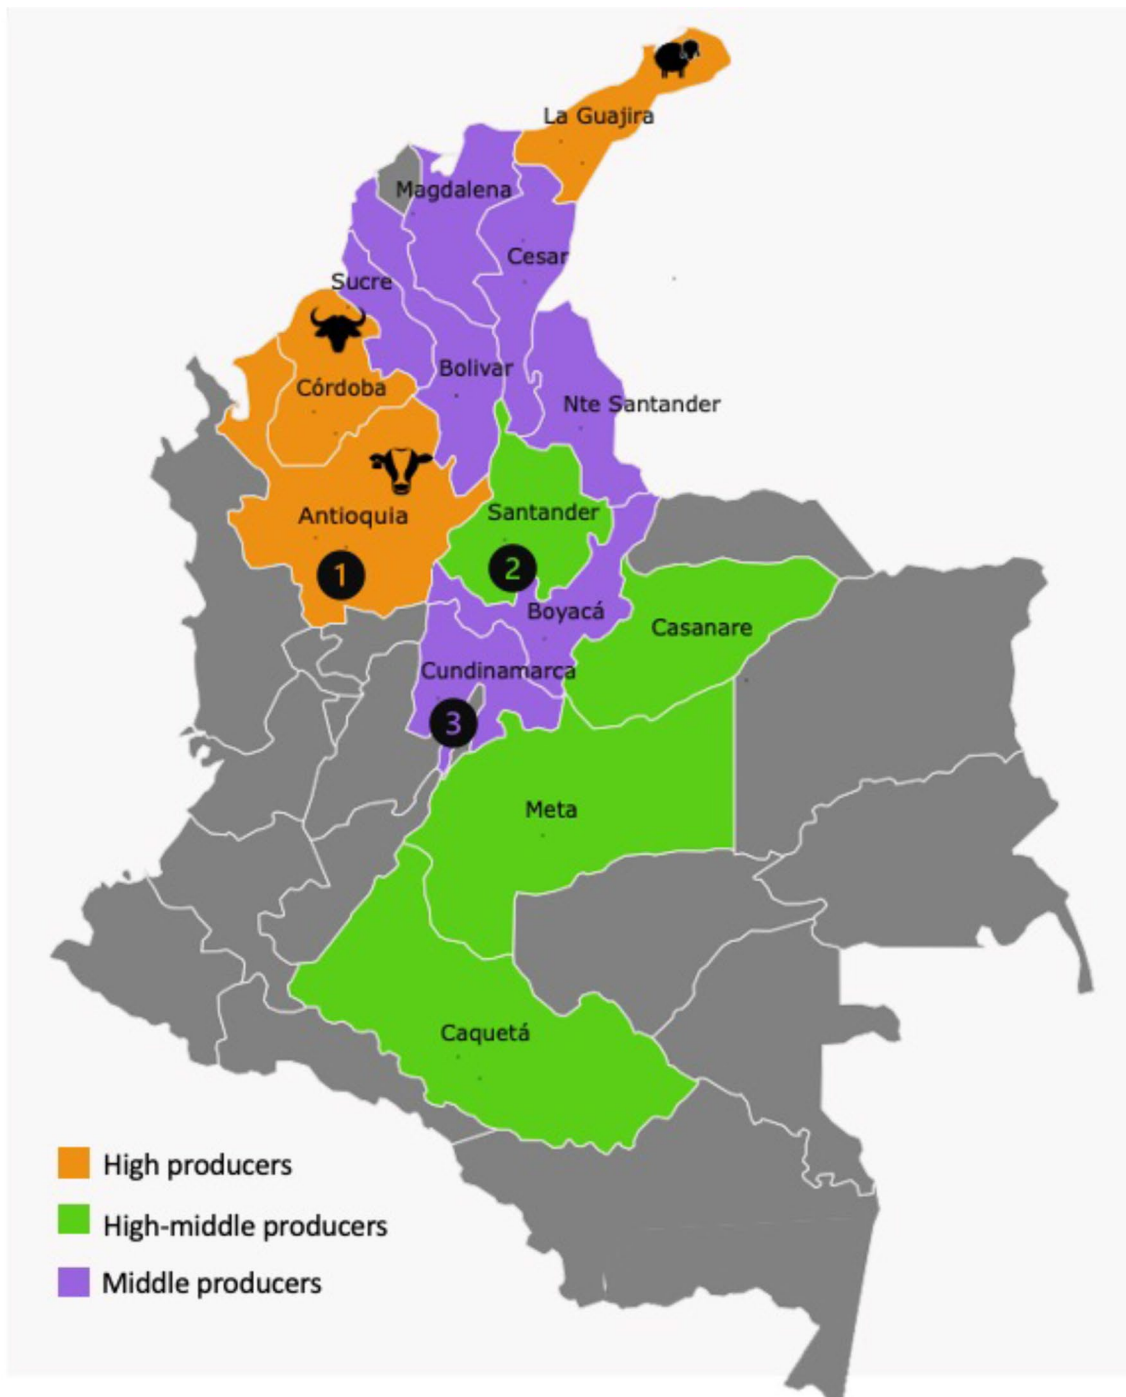 La Guajira
Magdalena
Cesar
Sucre
Bolivar
Córdoba
Nte Santander
Antioquia
Santander
1
2
Boyacá
Casanare
Cundinamarca
3
Meta
Caquetá
High producers
High-middle producers
Middle producers